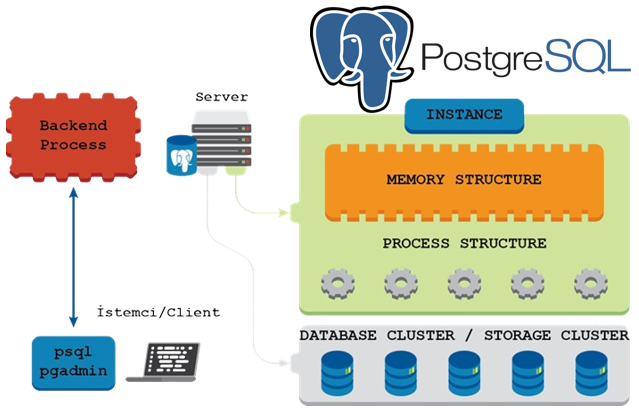 PostgreSQL
Server
INSTANCE
Backend
Process
MEMORY STRUCTURE
PROCESS STRUCTURE
İstemci/Client
DATABASE CLUSTER / STORAGE CLUSTER
psql
pgadmin